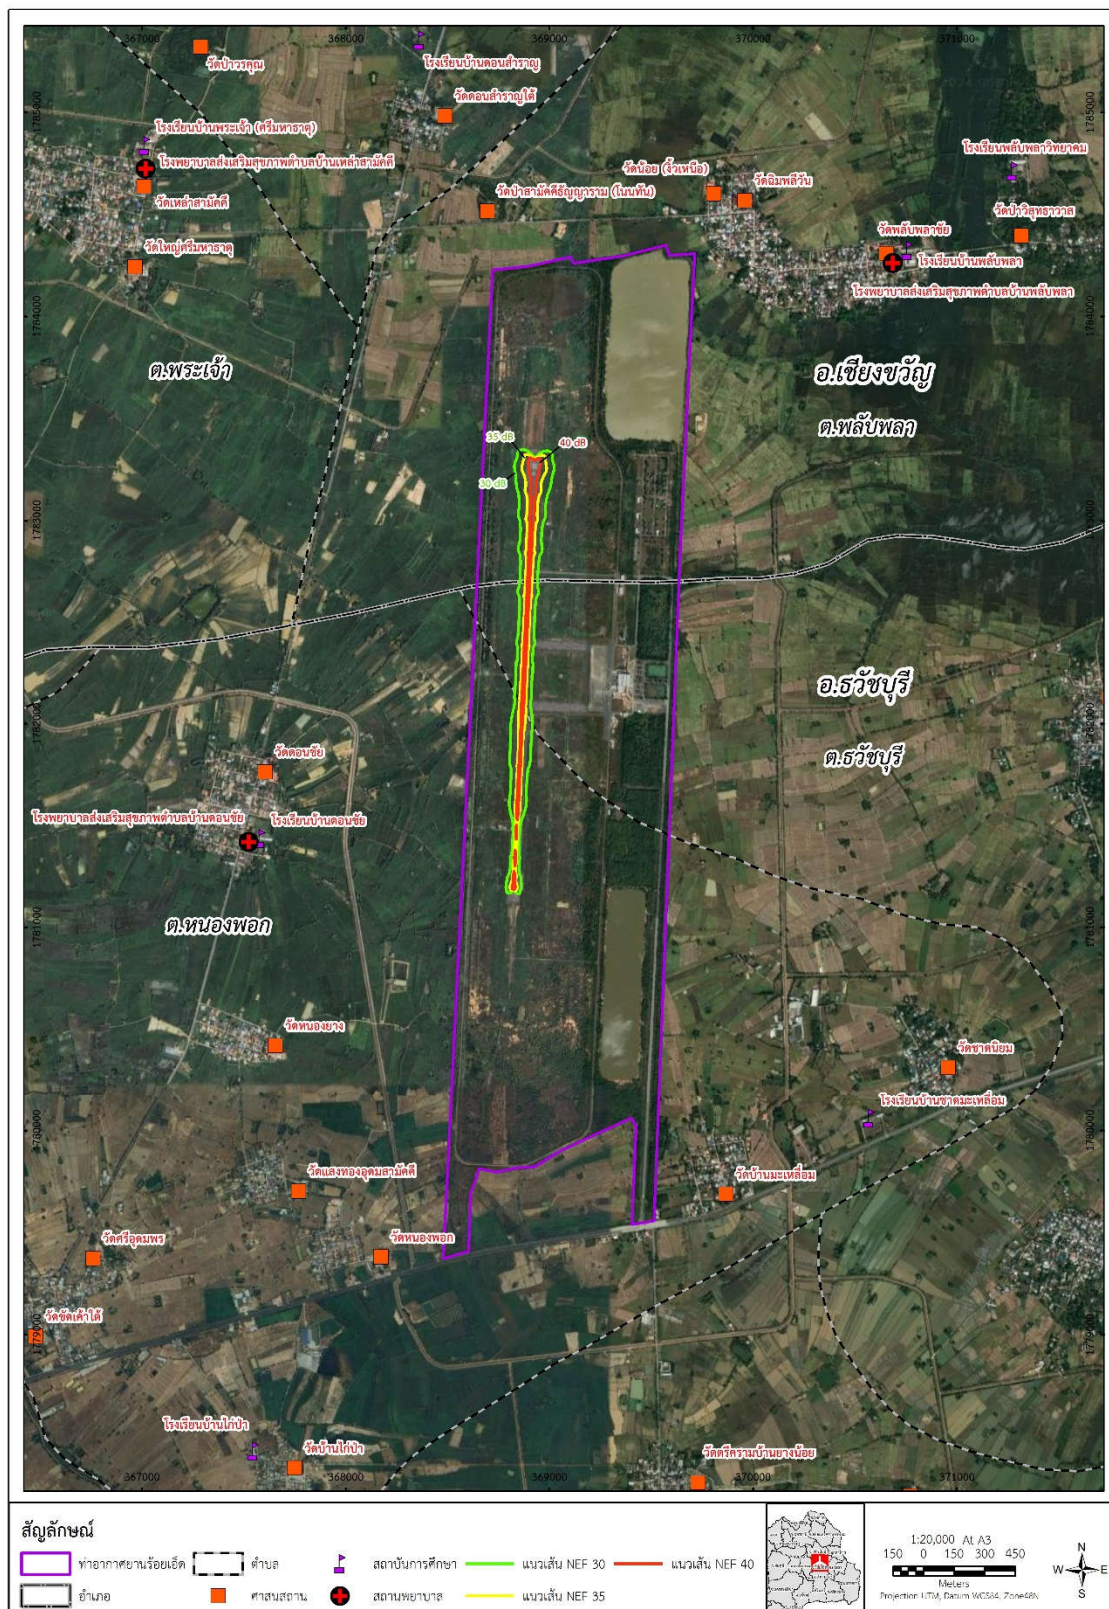 367000 368000 369000 370000 371000
วัดป่าวรคุณ
โรงเรียนบ้านดอนสำราญ
วัดดอนสำราญใต้
1785000 1785000
โรงเรียนบ้านพระเจ้า (ศรีมหาธาตุ)
โรงพยาบาลส่งเสริมสุขภาพตำบลบ้านเหล่าสามัคคี
วัดเหล่าสามัคคี
วัดใหญ่ศรีมหาธาตุ
วัดป่าสามัคคีธัญญาราม (โนนทัน)
วัดน้อย (งิ้วเหนือ)
วัดฉิมพลีวัน
โรงเรียนพลับพลาวิทยาคม
วัดป่าวิสุทธาวาส
วัดพลับพลาชัย
โรงเรียนบ้านพลับพลา
โรงพยาบาลส่งเสริมสุขภาพตำบลบ้านพลับพลา
1784000 1784000
ต.พระเจ้า
อ.เชียงขวัญ
ต.พลับพลา
35 dB
40 dB
30 dB
1783000 1783000
อ.ธวัชบุรี
ต.ธวัชบุรี
1782000 1782000
วัดดอนชัย
โรงพยาบาลส่งเสริมสุขภาพตำบลบ้านดอนชัย
โรงเรียนบ้านดอนชัย
ต.หนองพอก
1781000 1781000
วัดหนองยาง
วัดชาดนิยม
โรงเรียนบ้านชาดมะเหลื่อม
1780000 1780000
วัดแสงทองอุดมสามัคคี
วัดบ้านมะเหลื่อม
วัดศรีอุดมพร
วัดหนองพอก
วัดขัดเค้าใต้
1779000 1779000
โรงเรียนบ้านไก่ป่า
วัดบ้านไก่ป่า
วัดตรีครามบ้านยางน้อย
367000 368000 369000 370000 371000
สัญลักษณ์
ท่าอากาศยานร้อยเอ็ด ตำบล สถาบันการศึกษา แนวเส้น NEF 30 แนวเส้น NEF 40
อำเภอ ศาสนสถาน สถานพยาบาล แนวเส้น NEF 35
1:20,000 At A3
150 0 150 300 450
Meters
Projection UTM, Datum WGS84, Zone48N
N
W E
S